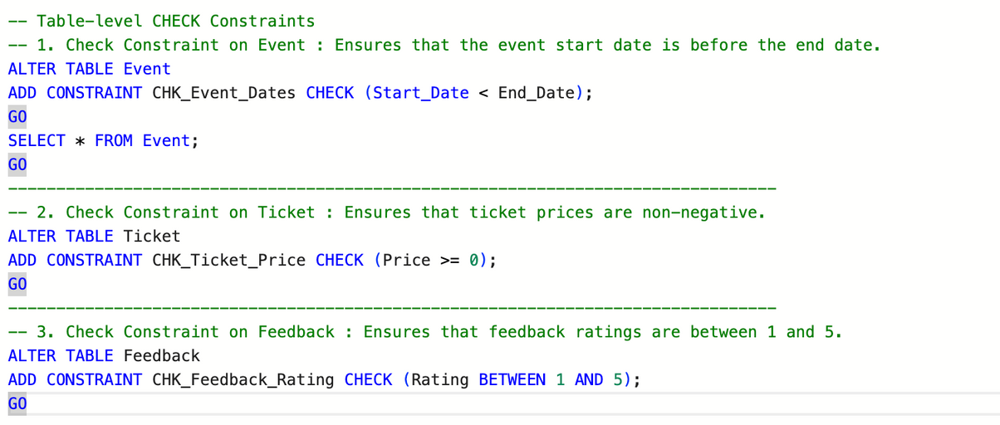 -- Table-level CHECK Constraints
-- 1. Check Constraint on Event : Ensures that the event start date is before the end date.
ALTER TABLE Event
ADD CONSTRAINT CHK_Event_Dates CHECK (Start_Date < End_Date);
GO
SELECT * FROM Event;
GO
--------------------------------------------------------------------------------
-- 2. Check Constraint on Ticket : Ensures that ticket prices are non-negative.
ALTER TABLE Ticket
ADD CONSTRAINT CHK_Ticket_Price CHECK (Price >= 0);
GO
--------------------------------------------------------------------------------
-- 3. Check Constraint on Feedback : Ensures that feedback ratings are between 1 and 5.
ALTER TABLE Feedback
ADD CONSTRAINT CHK_Feedback_Rating CHECK (Rating BETWEEN 1 AND 5);
GO